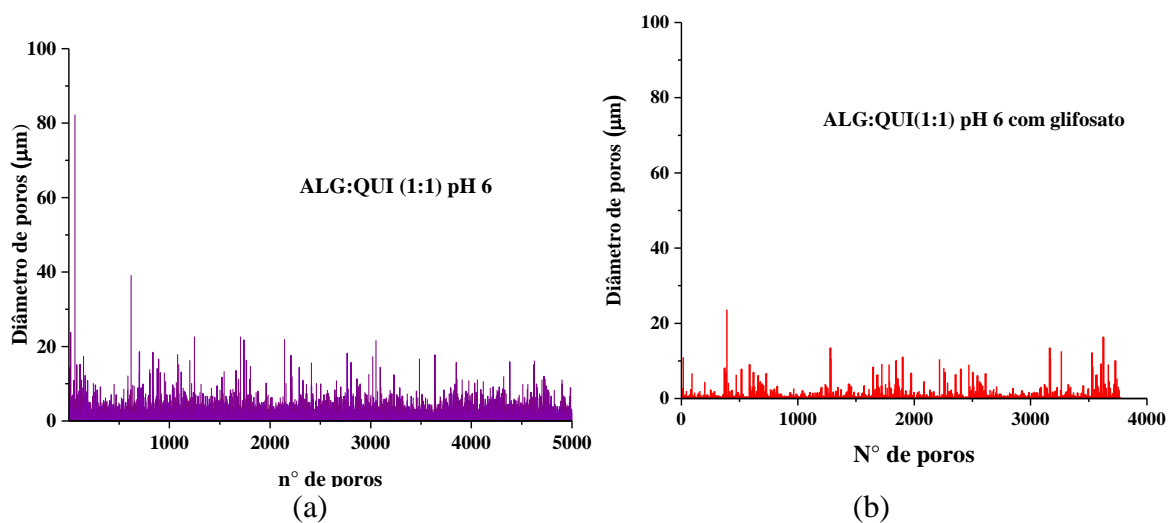 100
80
60
40
20
0
Diâmetro de poros (μm)
ALG:QUI (1:1) pH 6
1000
2000
3000
4000
5000
n° de poros
(a)
100
80
60
40
20
0
Diâmetro de poros (μm)
ALG:QUI(1:1) pH 6 com glifosato
0
1000
2000
3000
4000
N° de poros
(b)